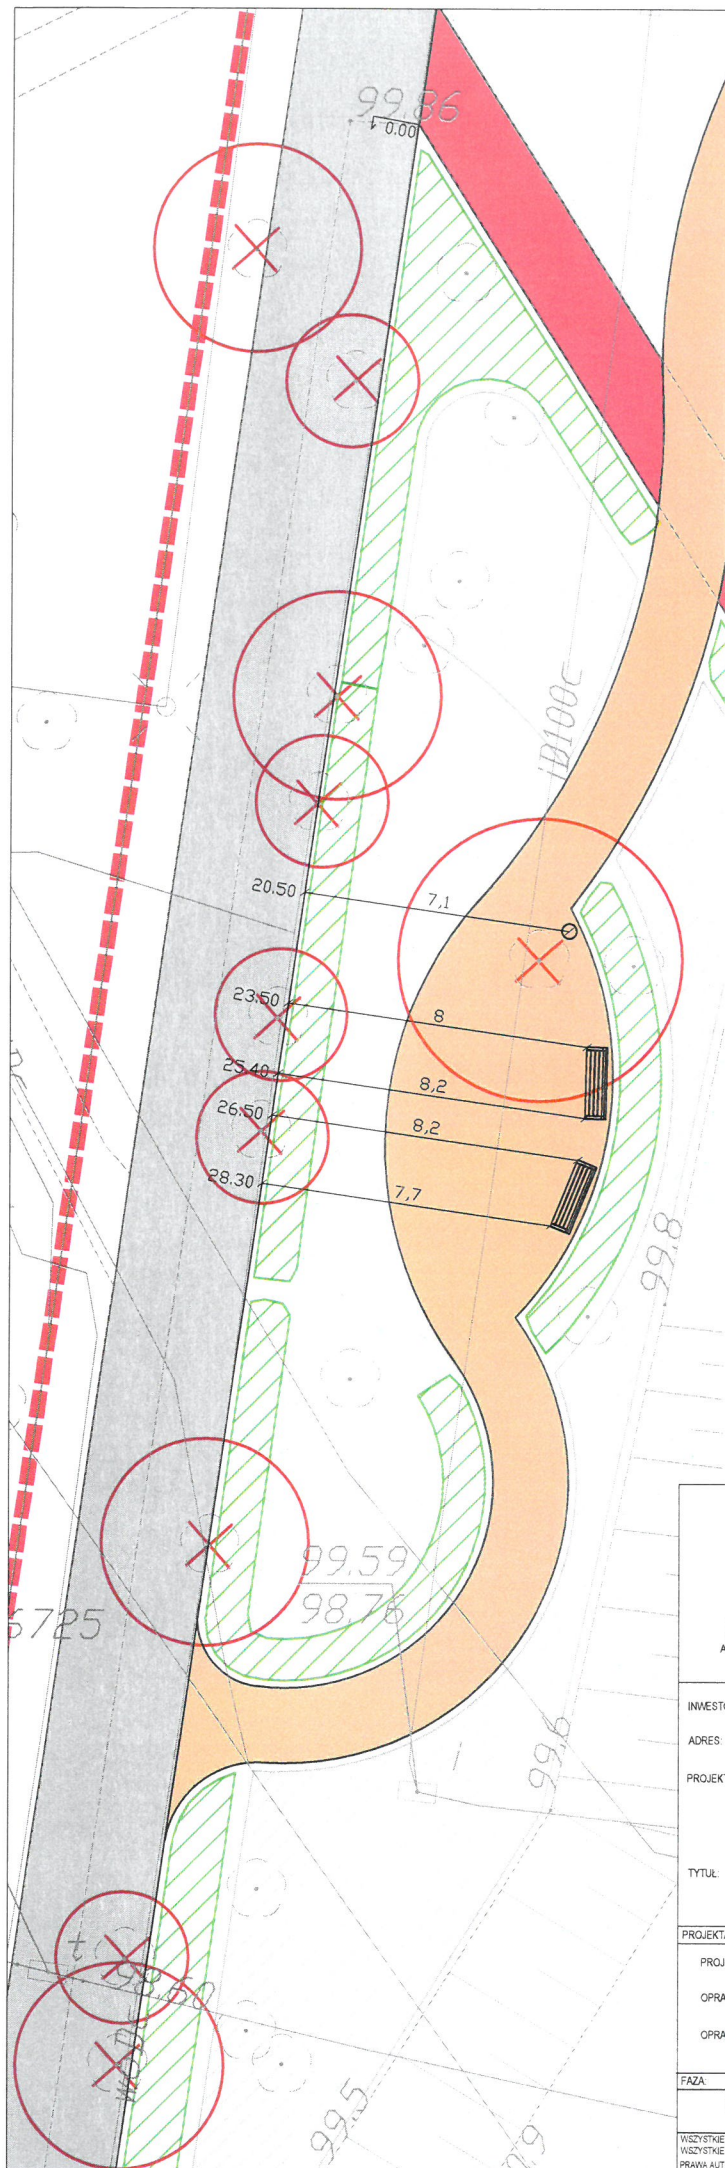 99.86
0.00
iD100c
20.50
7,1
23.50
8
25.40
8,2
26.50
8,2
28.30
7,7
99.8
99.59
98.76
6725
99.6
A
INWESTO
ADRES:
PROJEKT
TYTUŁ:
PROJEKTA
PROJ
OPRA
OPRA
FAZA:
t
98.60
99.5
WSZYSTKIE
WSZYSTKIE
PRAWA AUT